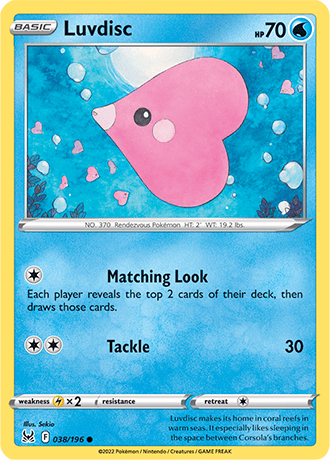 BASIC Luvdisc HP 70
NO. 370 Rendezvous Pokémon HT: 2' WT: 19.2 lbs.
Matching Look
Each player reveals the top 2 cards of their deck, then
draws those cards.
Tackle 30
weakness ×2 resistance retreat
Illus. Sekio
F 038/196
Luvdisc makes its home in coral reefs in
warm seas. It especially likes sleeping in
the space between Corsola's branches.
©2022 Pokémon / Nintendo / Creatures / GAME FREAK